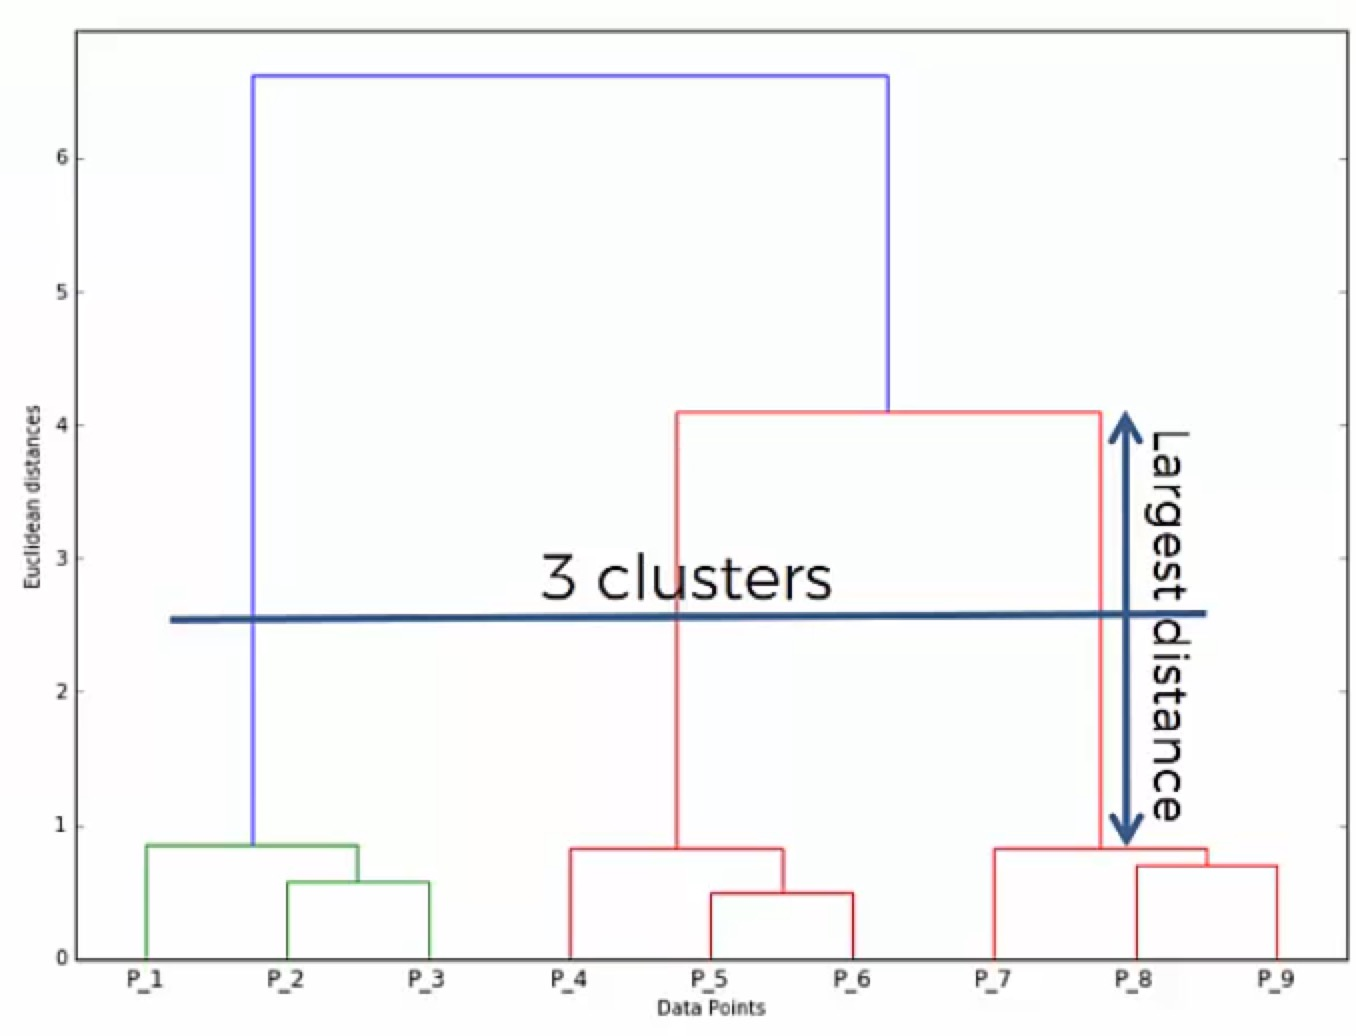 6
5
4
3
2
1
0
Euclidean distances
3 clusters
Largest distance
P_1 P_2 P_3 P_4 P_5 P_6 P_7 P_8 P_9
Data Points